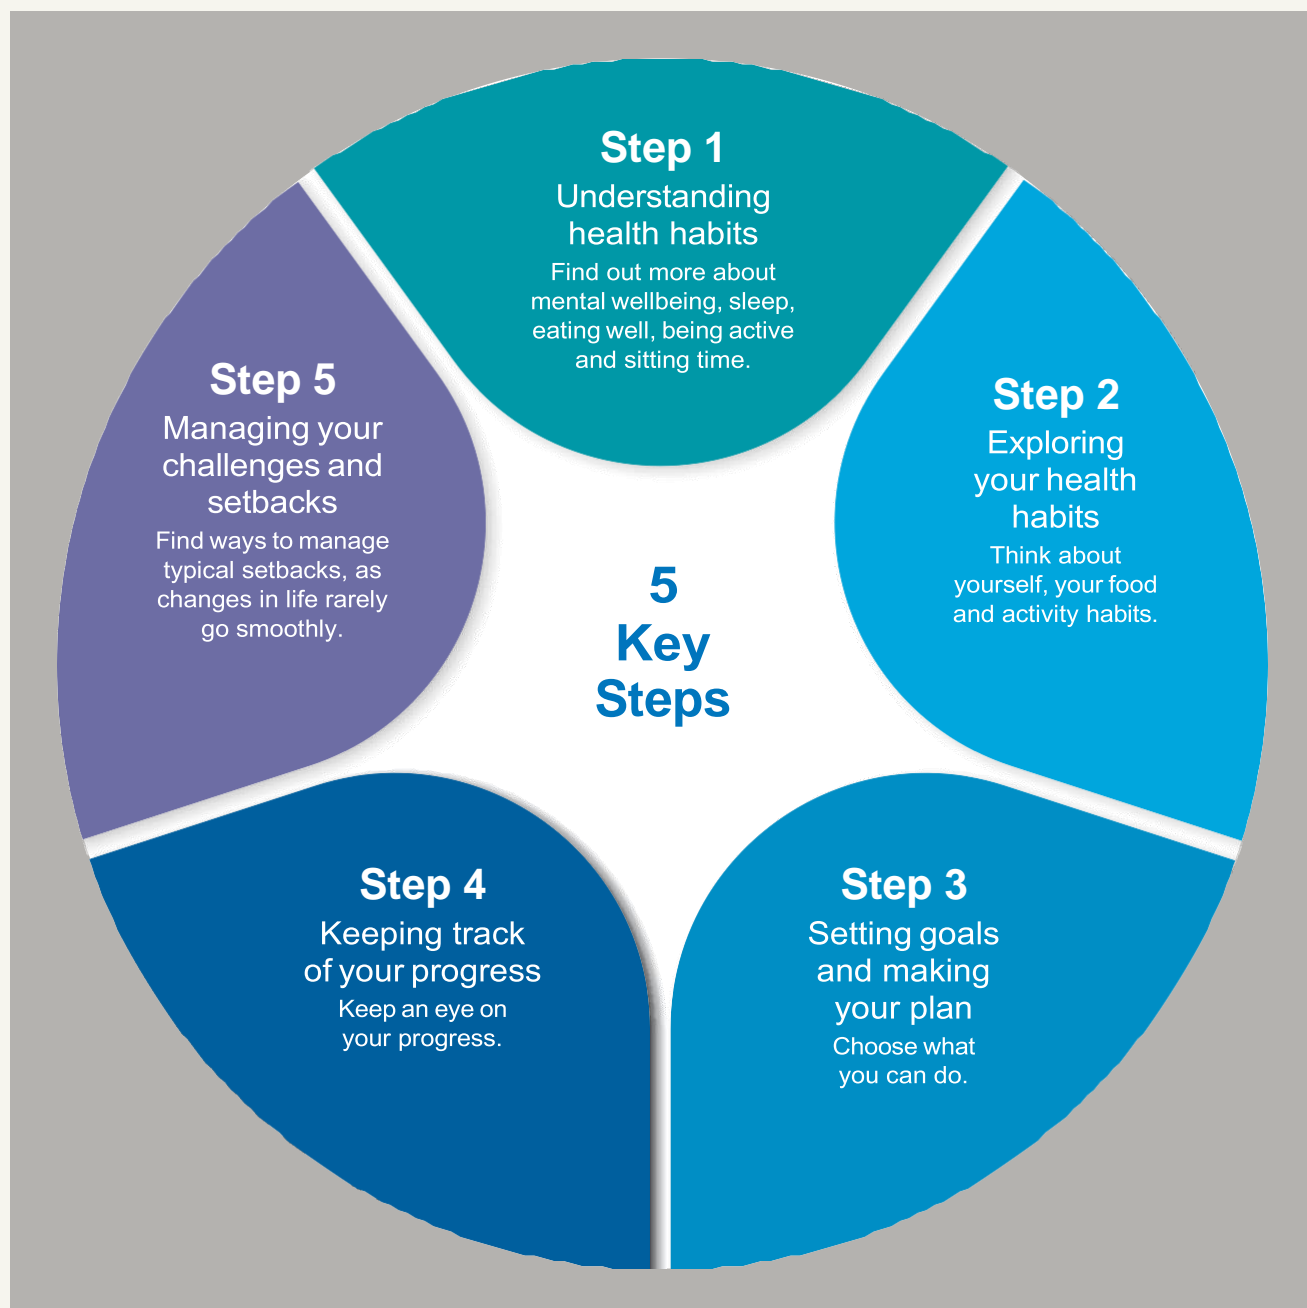 Step 1
Understanding
health habits
Find out more about
mental wellbeing, sleep,
eating well, being active
and sitting time.
Step 2
Exploring
your health
habits
Think about
yourself, your food
and activity habits.
Step 3
Setting goals
and making
your plan
Choose what
you can do.
Step 4
Keeping track
of your progress
Keep an eye on
your progress.
Step 5
Managing your
challenges and
setbacks
Find ways to manage
typical setbacks, as
changes in life rarely
go smoothly.
5
Key
Steps